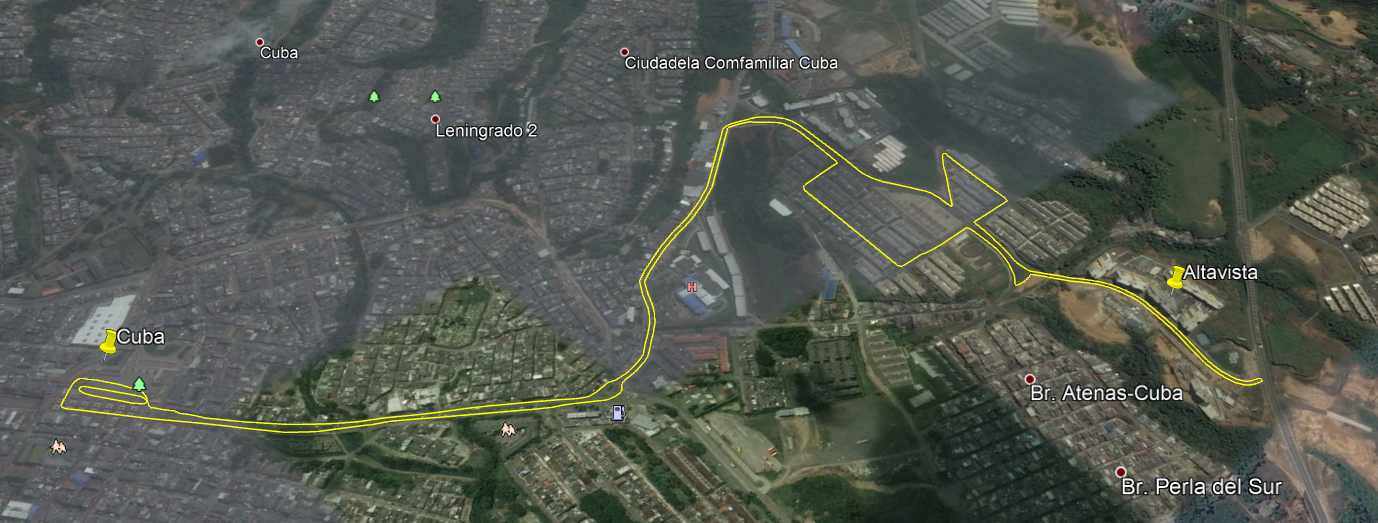 Cuba
Ciudadela Comfamiliar Cuba
Leningrado 2
H
Altavista
Cuba
Br. Atenas-Cuba
Br. Perla del Sur